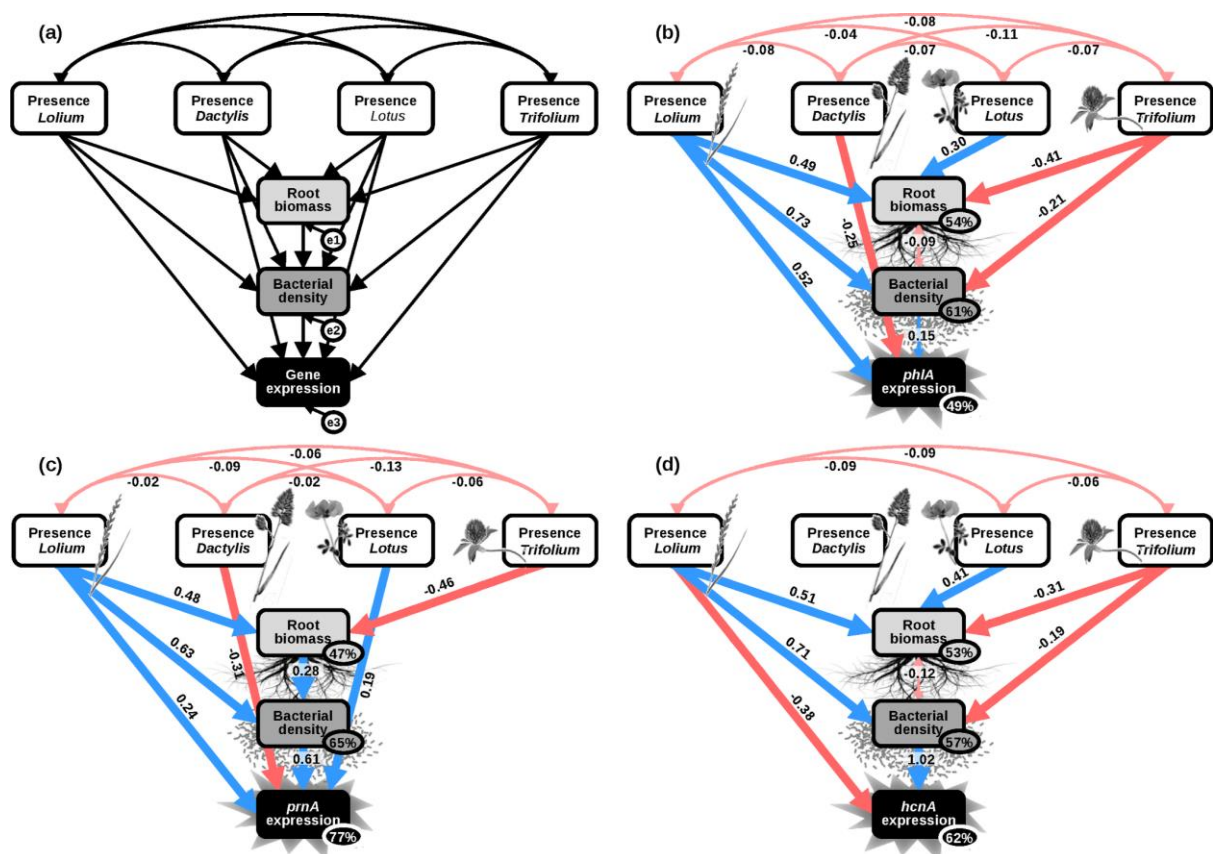 (a)
Presence
Lolium
Presence
Dactylis
Presence
Lotus
Presence
Trifolium
Root
biomass
e1
Bacterial
density
e2
Gene
expression
e3
(b)
-0.08
-0.04
-0.11
-0.08
-0.07
-0.07
Presence
Lolium
Presence
Dactylis
Presence
Lotus
Presence
Trifolium
0.30
0.49
-0.41
Root
biomass
54%
0.73
-0.25
-0.21
-0.09
0.52
Bacterial
density
61%
0.15
phlA
expression
49%
(c)
-0.06
-0.09
-0.13
-0.02
-0.02
-0.06
Presence
Lolium
Presence
Dactylis
Presence
Lotus
Presence
Trifolium
0.48
-0.46
Root
biomass
47%
0.63
-0.31
0.28
0.19
0.24
Bacterial
density
65%
0.61
prnA
expression
77%
(d)
-0.09
-0.09
-0.06
Presence
Lolium
Presence
Dactylis
Presence
Lotus
Presence
Trifolium
0.41
0.51
-0.31
Root
biomass
53%
0.71
-0.19
-0.12
-0.38
Bacterial
density
57%
1.02
hcnA
expression
62%